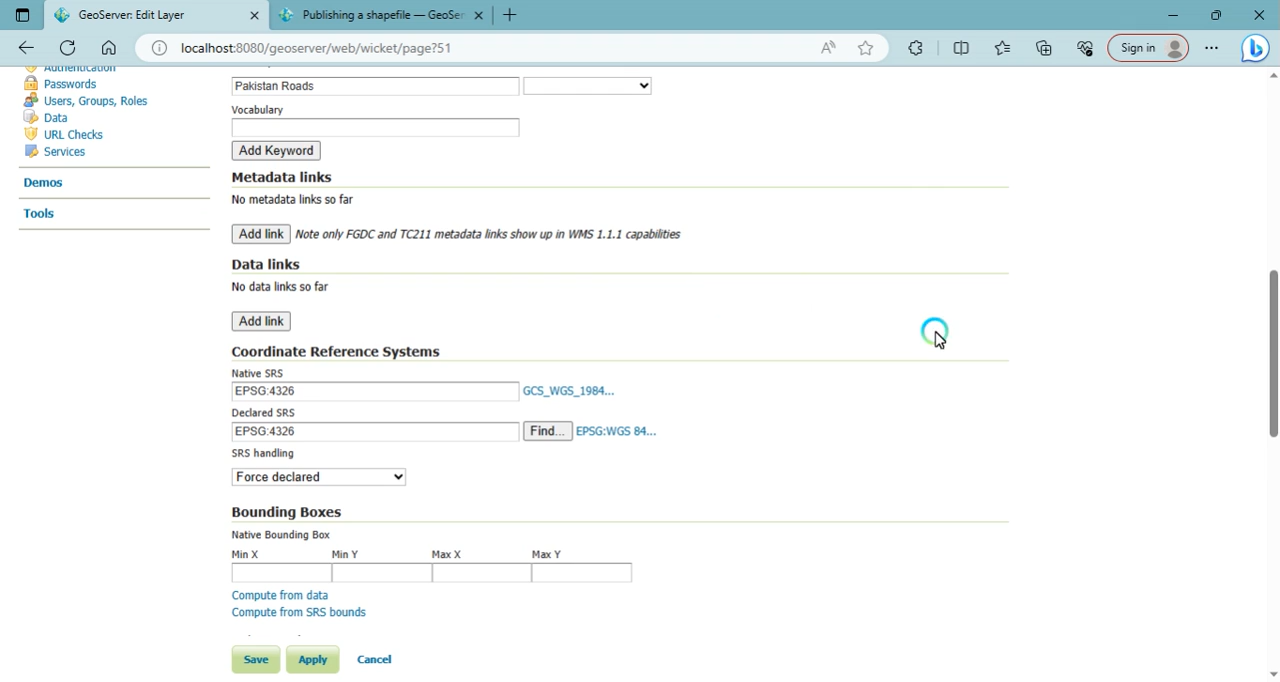 GeoServer: Edit Layer
Publishing a shapefile — GeoSer
localhost:8080/geoserver/web/wicket/page?51
Sign in
Authentication
Passwords
Users, Groups, Roles
Data
URL Checks
Services
Demos
Tools
Pakistan Roads
Vocabulary
Add Keyword
Metadata links
No metadata links so far
Add link Note only FGDC and TC211 metadata links show up in WMS 1.1.1 capabilities
Data links
No data links so far
Add link
Coordinate Reference Systems
Native SRS
EPSG:4326 GCS_WGS_1984...
Declared SRS
EPSG:4326 Find... EPSG:WGS 84...
SRS handling
Force declared
Bounding Boxes
Native Bounding Box
Min X Min Y Max X Max Y
Compute from data
Compute from SRS bounds
Save Apply Cancel